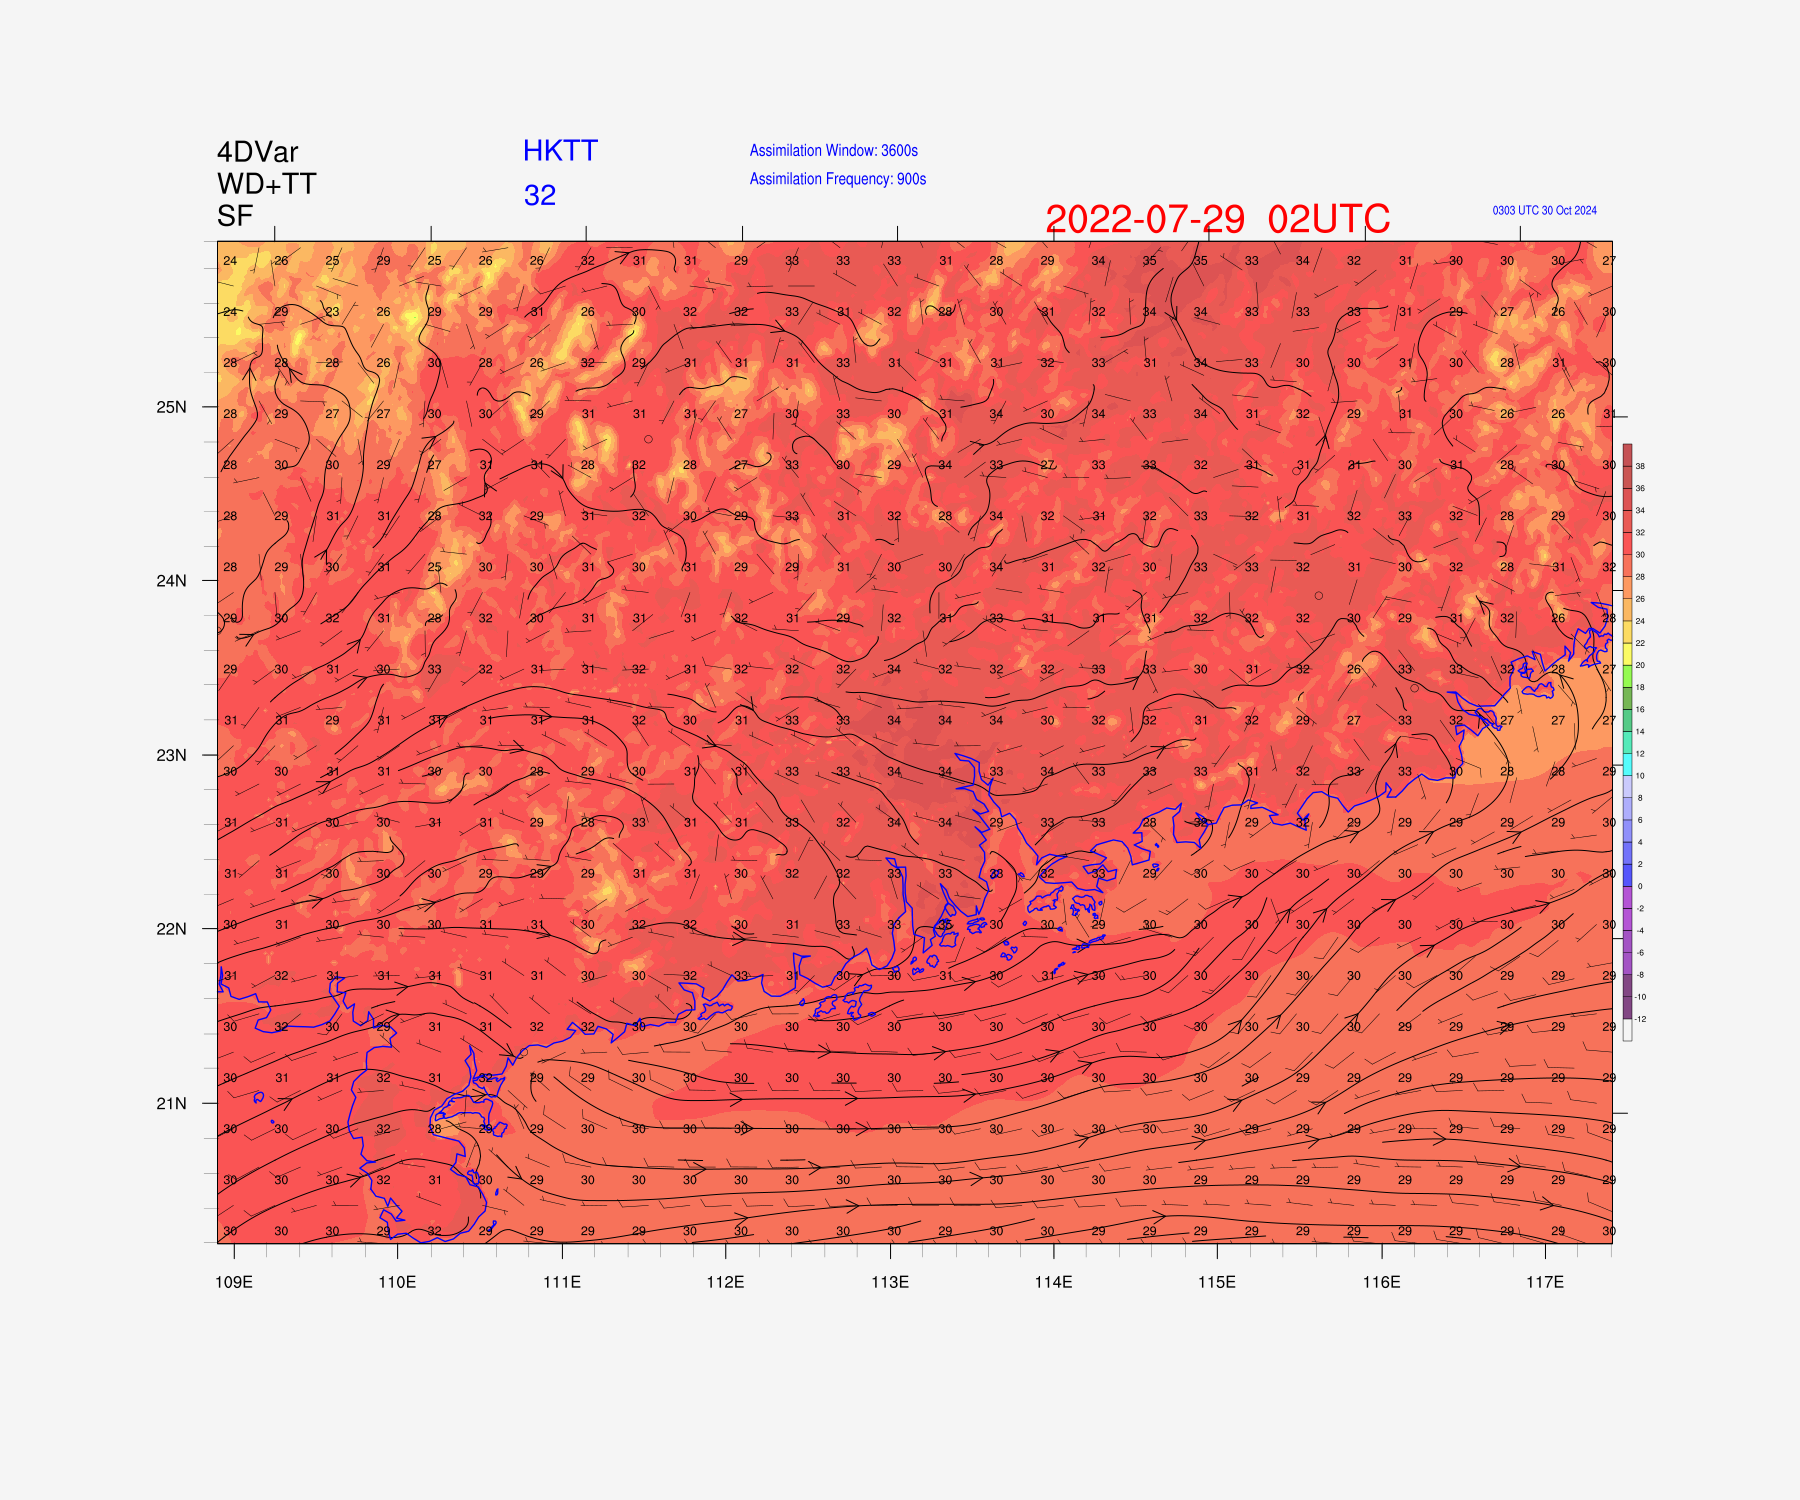 4DVar
HKTT
Assimilation Window: 3600s
WD+TT
32
Assimilation Frequency: 900s
SF
2022-07-29 02UTC
0303 UTC 30 Oct 2024
24 26 25 29 25 26 26 32 31 31 29 33 33 33 31 28 29 34 35 35 33 34 32 31 30 30 30 27
24 29 23 26 29 29 31 26 30 32 32 33 31 32 28 30 31 32 34 34 33 33 33 31 29 27 26 30
28 28 28 26 30 28 26 32 29 31 31 31 33 31 31 31 32 33 31 34 33 30 30 31 30 28 31 30
28 29 27 27 30 30 29 31 31 31 27 30 33 30 31 34 30 34 33 34 31 32 29 31 30 26 26 31
28 30 30 29 27 31 31 28 32 28 27 33 30 29 34 33 27 33 33 32 31 31 31 30 31 28 30 30
28 29 31 31 28 32 29 31 32 30 29 33 31 32 28 34 32 31 32 33 32 31 32 33 32 28 29 30
28 29 30 31 25 30 30 31 30 31 29 29 31 30 30 34 31 32 30 33 33 32 31 30 32 28 31 32
29 30 32 31 28 32 30 31 31 31 32 31 29 32 31 33 31 31 31 32 32 32 30 29 31 32 26 28
29 30 31 30 33 32 31 31 32 31 32 32 32 34 32 32 32 33 33 30 31 32 26 33 33 32 28 27
31 31 29 31 31 31 31 31 32 30 31 33 33 34 34 34 30 32 32 31 32 29 27 33 32 27 27 27
30 30 31 31 30 30 28 29 30 31 31 33 33 34 34 33 34 33 33 33 31 32 33 33 30 28 28 29
31 31 30 30 31 31 29 28 33 31 31 33 32 34 34 29 33 33 28 32 29 32 29 29 29 29 29 30
31 31 30 30 30 29 29 29 31 31 30 32 32 33 33 33 32 33 29 30 30 30 30 30 30 30 30 30
30 31 30 30 30 31 31 31 32 32 30 31 33 31 35 30 30 29 30 30 30 30 30 30 30 30 30 30
31 32 31 31 31 31 31 30 30 32 33 31 30 30 31 30 31 30 30 30 30 30 30 30 30 29 29 29
30 32 30 29 31 31 32 32 30 30 30 30 30 30 30 30 30 30 30 30 30 30 30 29 29 29 29 29
30 31 31 32 31 32 29 29 30 30 30 30 30 30 30 30 30 30 30 30 30 29 29 29 29 29 29 29
30 30 30 32 28 29 29 30 30 30 30 30 30 30 30 30 30 30 30 30 29 29 29 29 29 29 29 29
30 30 30 32 31 30 29 30 30 30 30 30 30 30 30 30 30 30 30 29 29 29 29 29 29 29 29 29
30 30 30 29 32 29 29 29 29 30 30 30 30 30 29 30 30 29 29 29 29 29 29 29 29 29 29 30
25N
24N
23N
22N
21N
109E 110E 111E 112E 113E 114E 115E 116E 117E
38
36
34
32
30
28
26
24
22
20
18
16
14
12
10
8
6
4
2
0
-2
-4
-6
-8
-10
-12